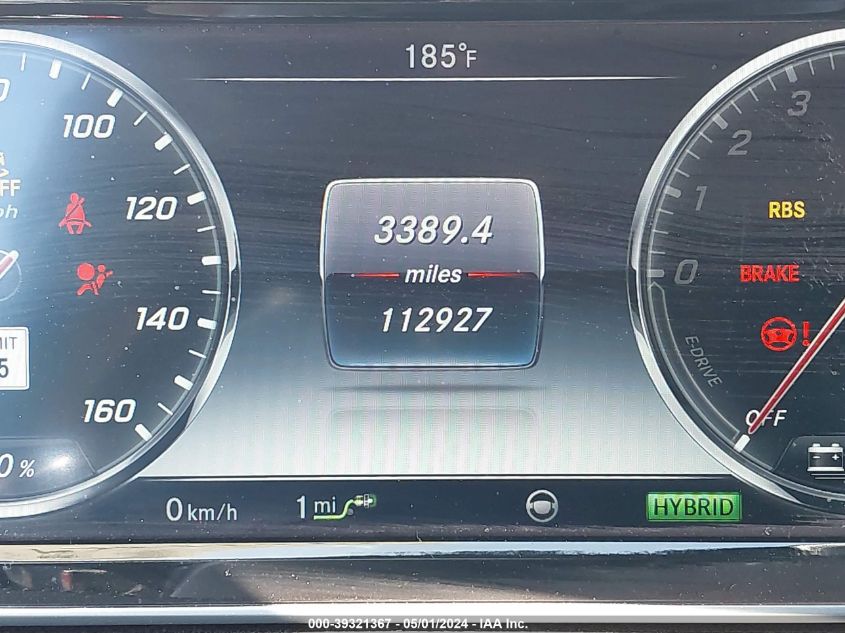 185°F
100
120
140
160
3389.4
miles
112927
3
2
1
0
RBS
BRAKE
!
E-DRIVE
OFF
%
0 km/h
1 mi
HYBRID
000-39321367 - 05/01/2024 - IAA Inc.